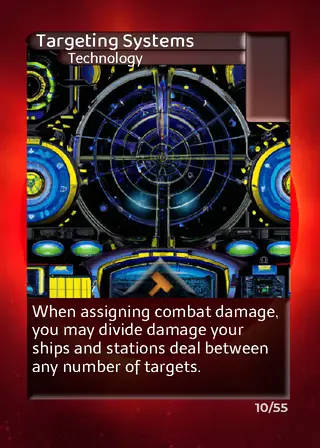 Targeting Systems
Technology
When assigning combat damage,
you may divide damage your
ships and stations deal between
any number of targets.
10/55